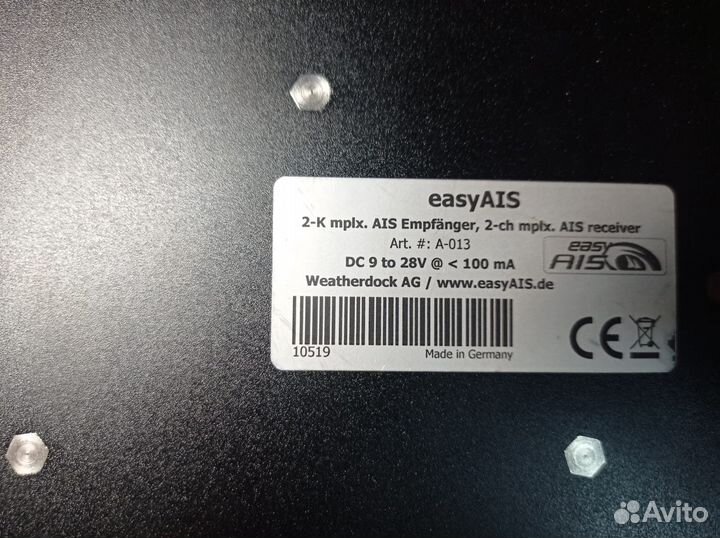 easyAIS
2-K mplx. AIS Empfänger, 2-ch mplx. AIS receiver
Art. #: A-013
DC 9 to 28V @ < 100 mA
easy
AIS
Weatherdock AG / www.easyAIS.de
10519
Made in Germany
CE
Avito